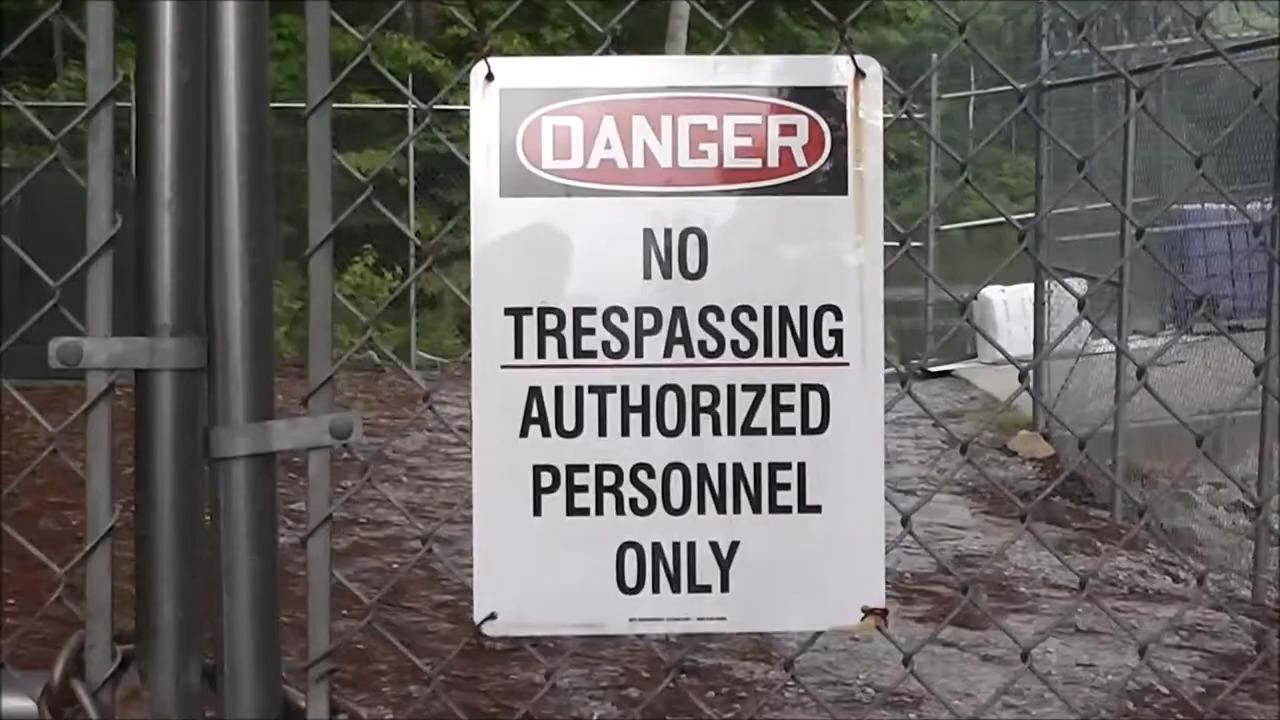 DANGER
NO
TRESPASSING
AUTHORIZED
PERSONNEL
ONLY